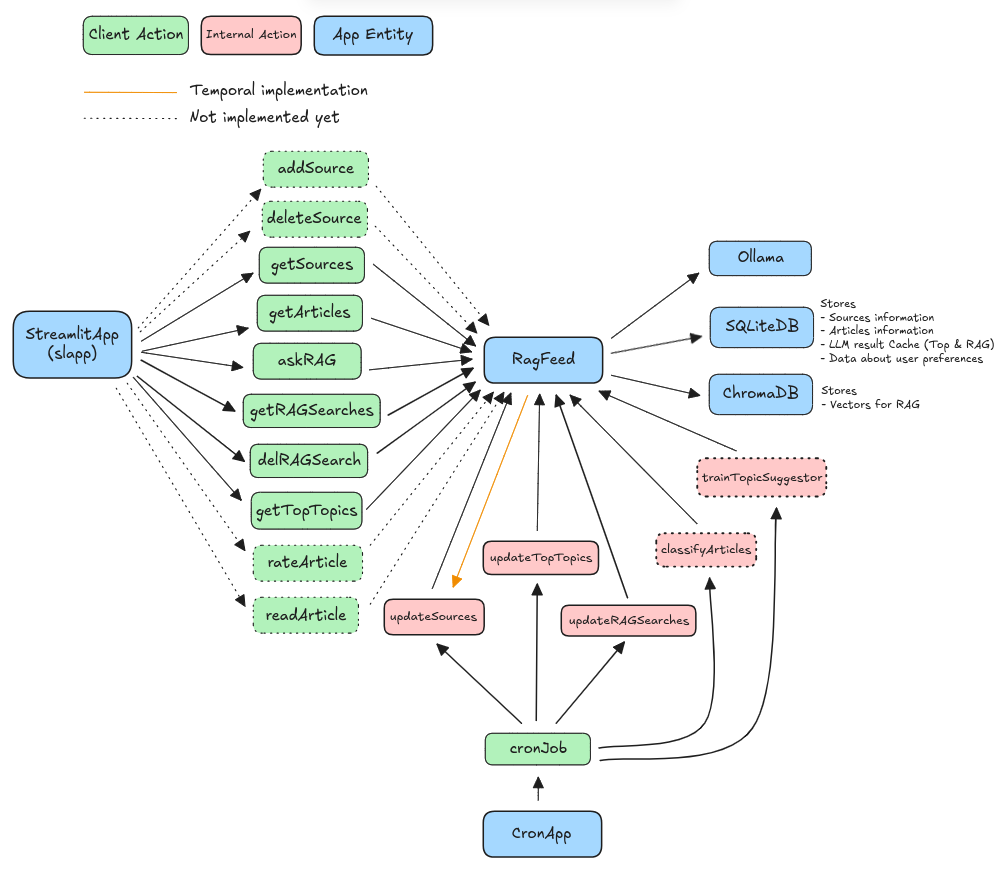 Client Action
Internal Action
App Entity
Temporal implementation
Not implemented yet
addSource
deleteSource
getSources
getArticles
askRAG
getRAGSearches
delRAGSearch
getTopTopics
rateArticle
readArticle
StreamlitApp
(slapp)
RagFeed
Ollama
SQLiteDB
Stores
- Sources information
- Articles information
- LLM result Cache (Top & RAG)
- Data about user preferences
ChromaDB
Stores
- Vectors for RAG
trainTopicSuggestor
classifyArticles
updateTopTopics
updateSources
updateRAGSearches
cronJob
CronApp